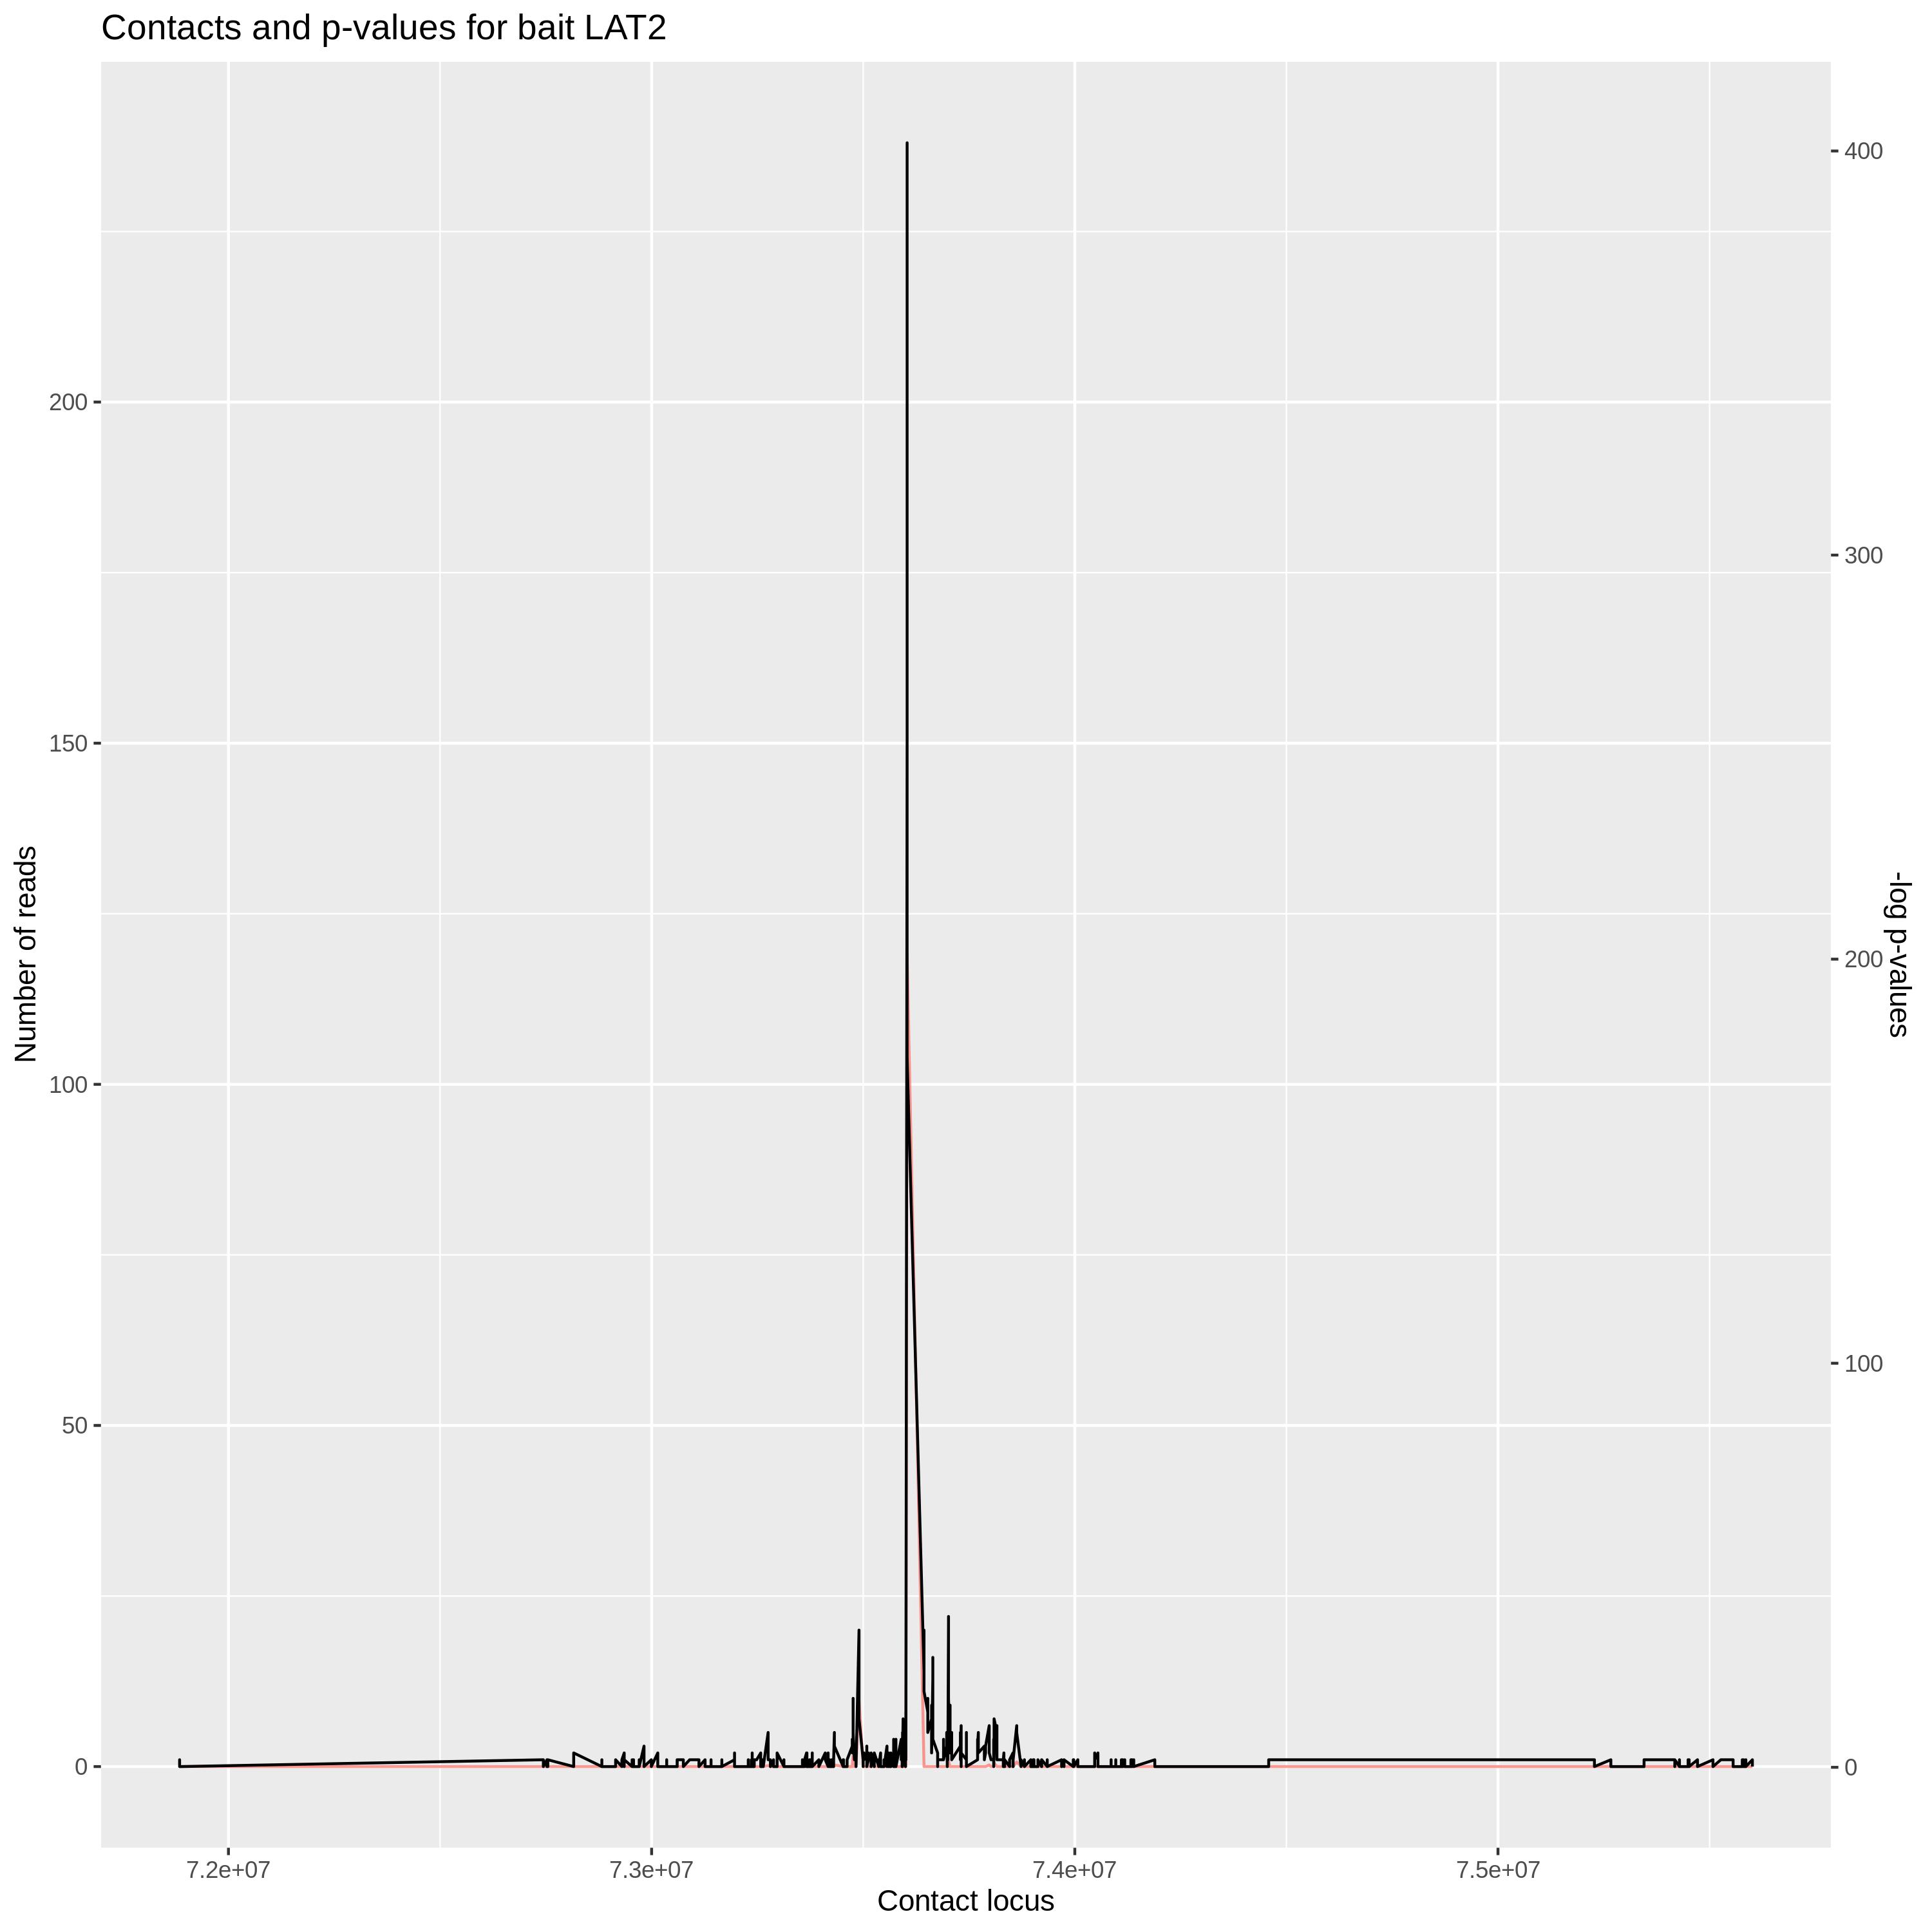 Contacts and p-values for bait LAT2
Number of reads
200
150
100
50
0
400
300
200
100
0
-log p-values
7.2e+07 7.3e+07 7.4e+07 7.5e+07
Contact locus